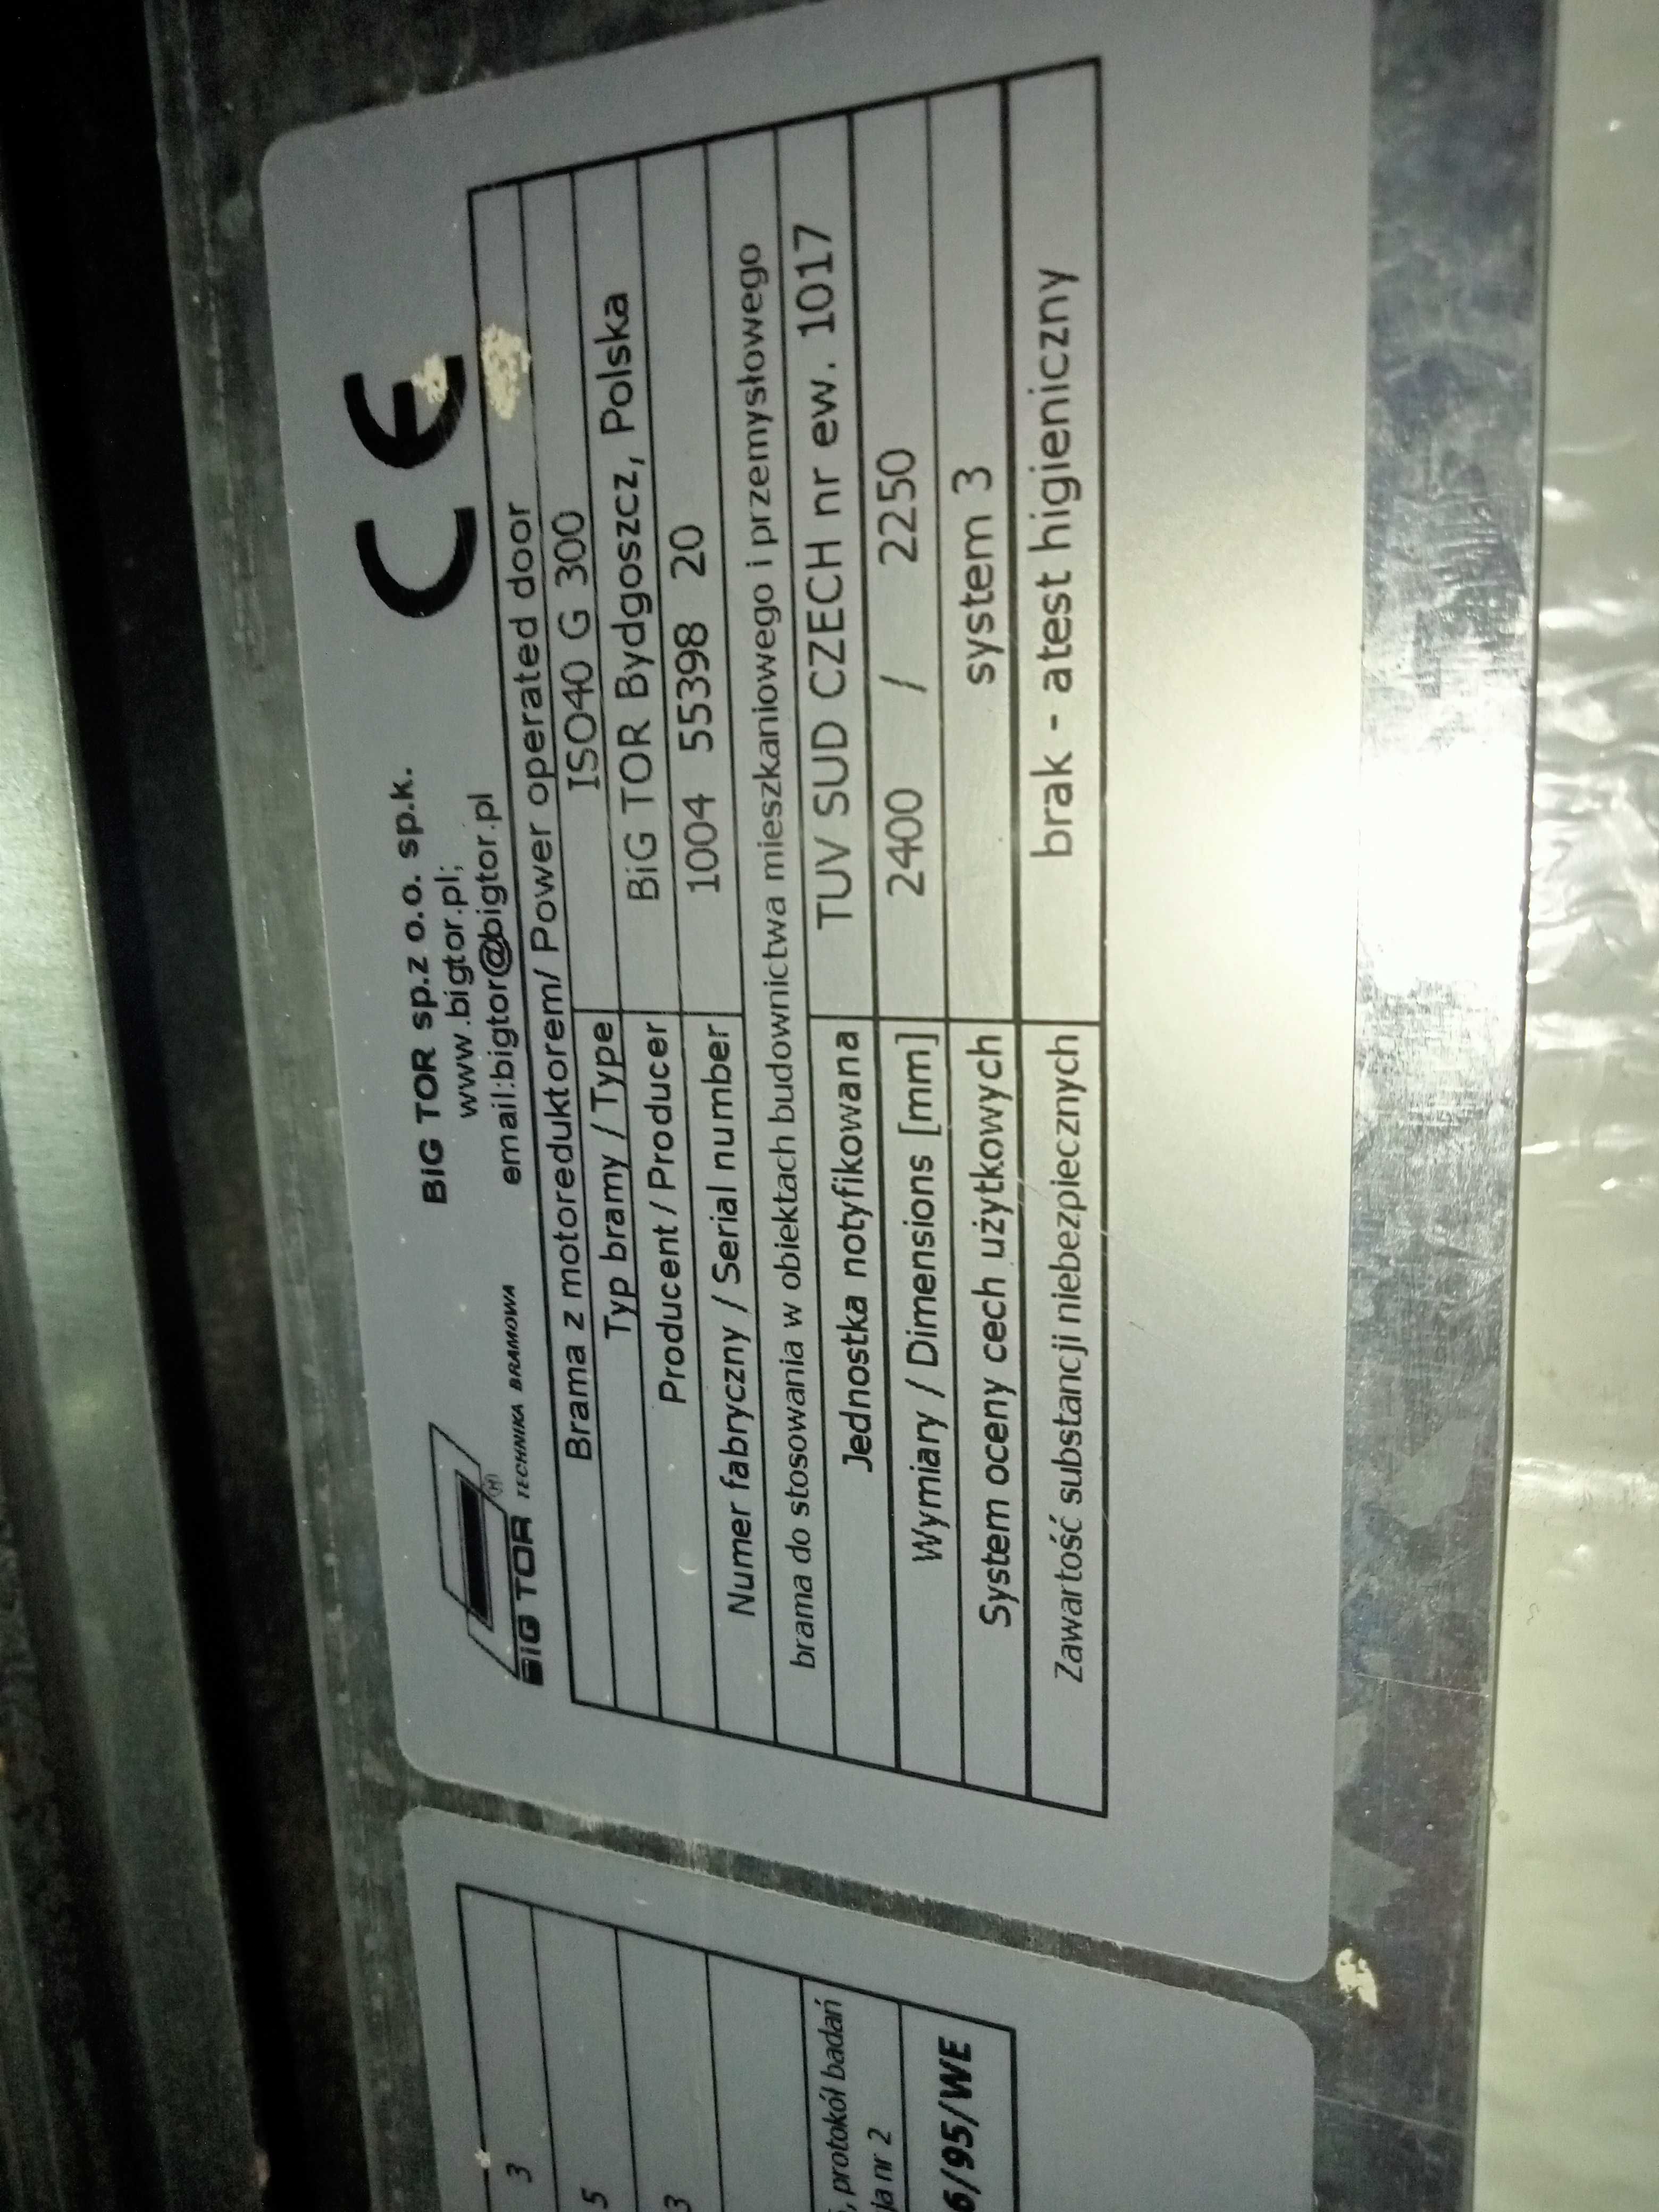 BiG TOR sp.z o.o. sp.k.
www.bigtor.pl;
email:bigtor@bigtor.pl
BiG TOR TECHNIKA BRAMOWA
CE
Brama z motoreduktorem/ Power operated door
Typ bramy / Type ISO40 G 300
Producent / Producer BiG TOR Bydgoszcz, Polska
Numer fabryczny / Serial number 1004 55398 20
brama do stosowania w obiektach budownictwa mieszkaniowego i przemysłowego
Jednostka notyfikowana TUV SUD CZECH nr ew. 1017
Wymiary / Dimensions [mm] 2400 / 2250
System oceny cech użytkowych system 3
Zawartość substancji niebezpiecznych brak - atest higieniczny
3
5
3
, protokół badań
ja nr 2
6/95/WE